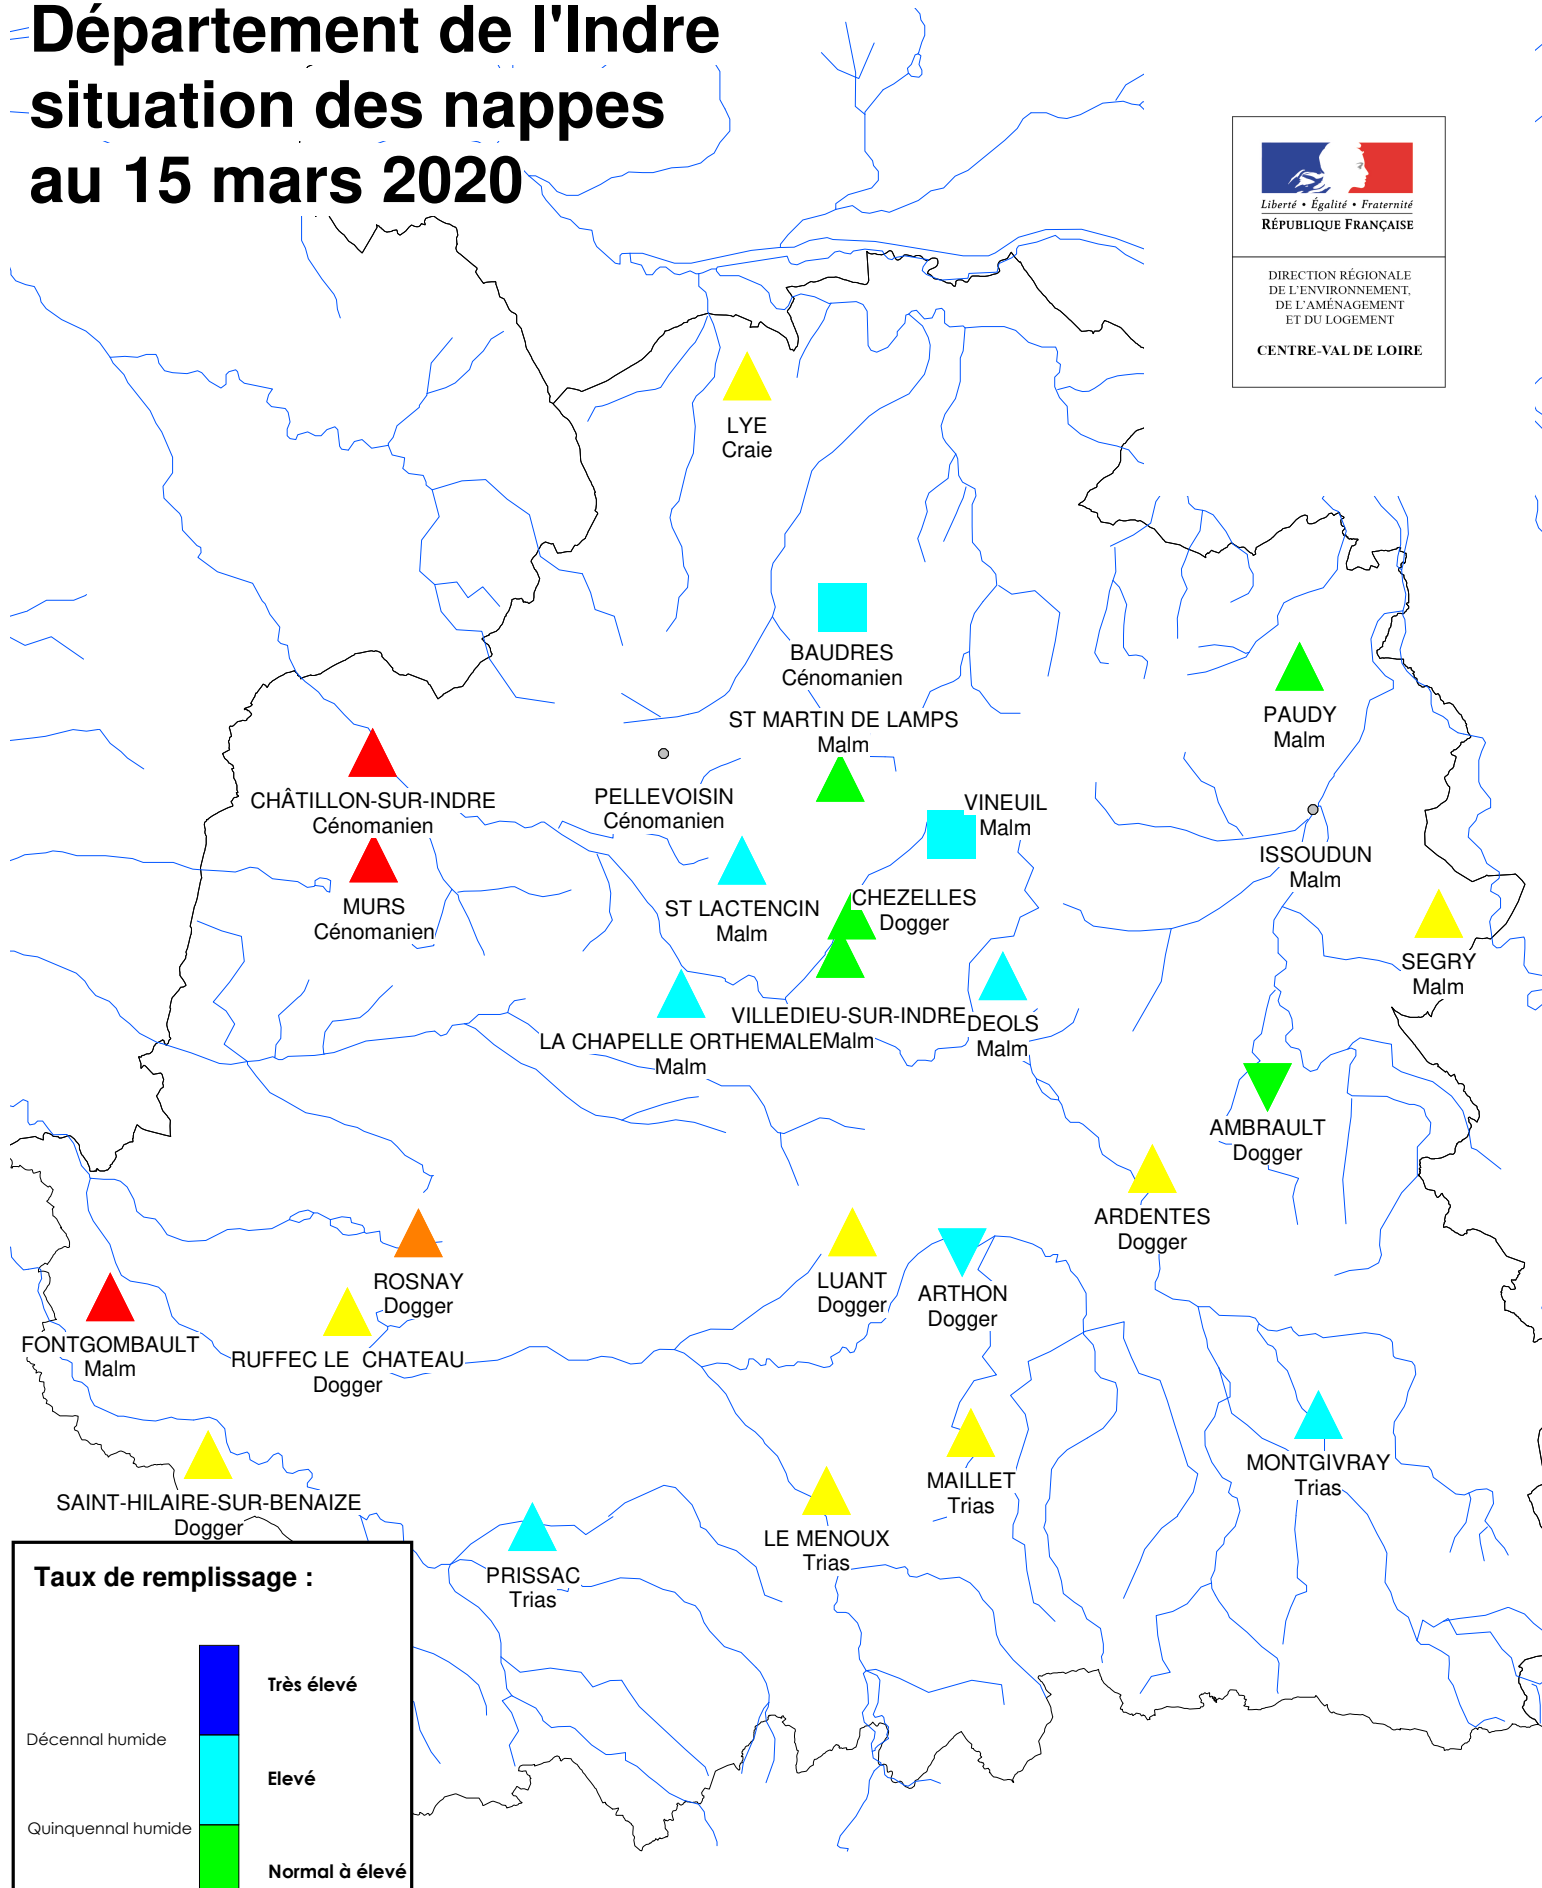 Département de l'Indre
situation des nappes
au 15 mars 2020
Liberté • Égalité • Fraternité
RÉPUBLIQUE FRANÇAISE
DIRECTION RÉGIONALE
DE L'ENVIRONNEMENT,
DE L'AMÉNAGEMENT
ET DU LOGEMENT
CENTRE-VAL DE LOIRE
LYE
Craie
BAUDRES
Cénomanien
ST MARTIN DE LAMPS
Malm
PAUDY
Malm
CHÂTILLON-SUR-INDRE
Cénomanien
PELLEVOISIN
Cénomanien
VINEUIL
Malm
ISSOUDUN
Malm
MURS
Cénomanien
ST LACTENCIN
Malm
CHEZELLES
Dogger
SEGRY
Malm
VILLEDIEU-SUR-INDRE
Malm
DEOLS
Malm
LA CHAPELLE ORTHEMALE
Malm
AMBRAULT
Dogger
ARDENTES
Dogger
ROSNAY
Dogger
LUANT
Dogger
ARTHON
Dogger
FONTGOMBAULT
Malm
RUFFEC LE  CHATEAU
Dogger
SAINT-HILAIRE-SUR-BENAIZE
Dogger
MAILLET
Trias
MONTGIVRAY
Trias
LE MENOUX
Trias
PRISSAC
Trias
Taux de remplissage :
Très élevé
Décennal humide
Elevé
Quinquennal humide
Normal à élevé